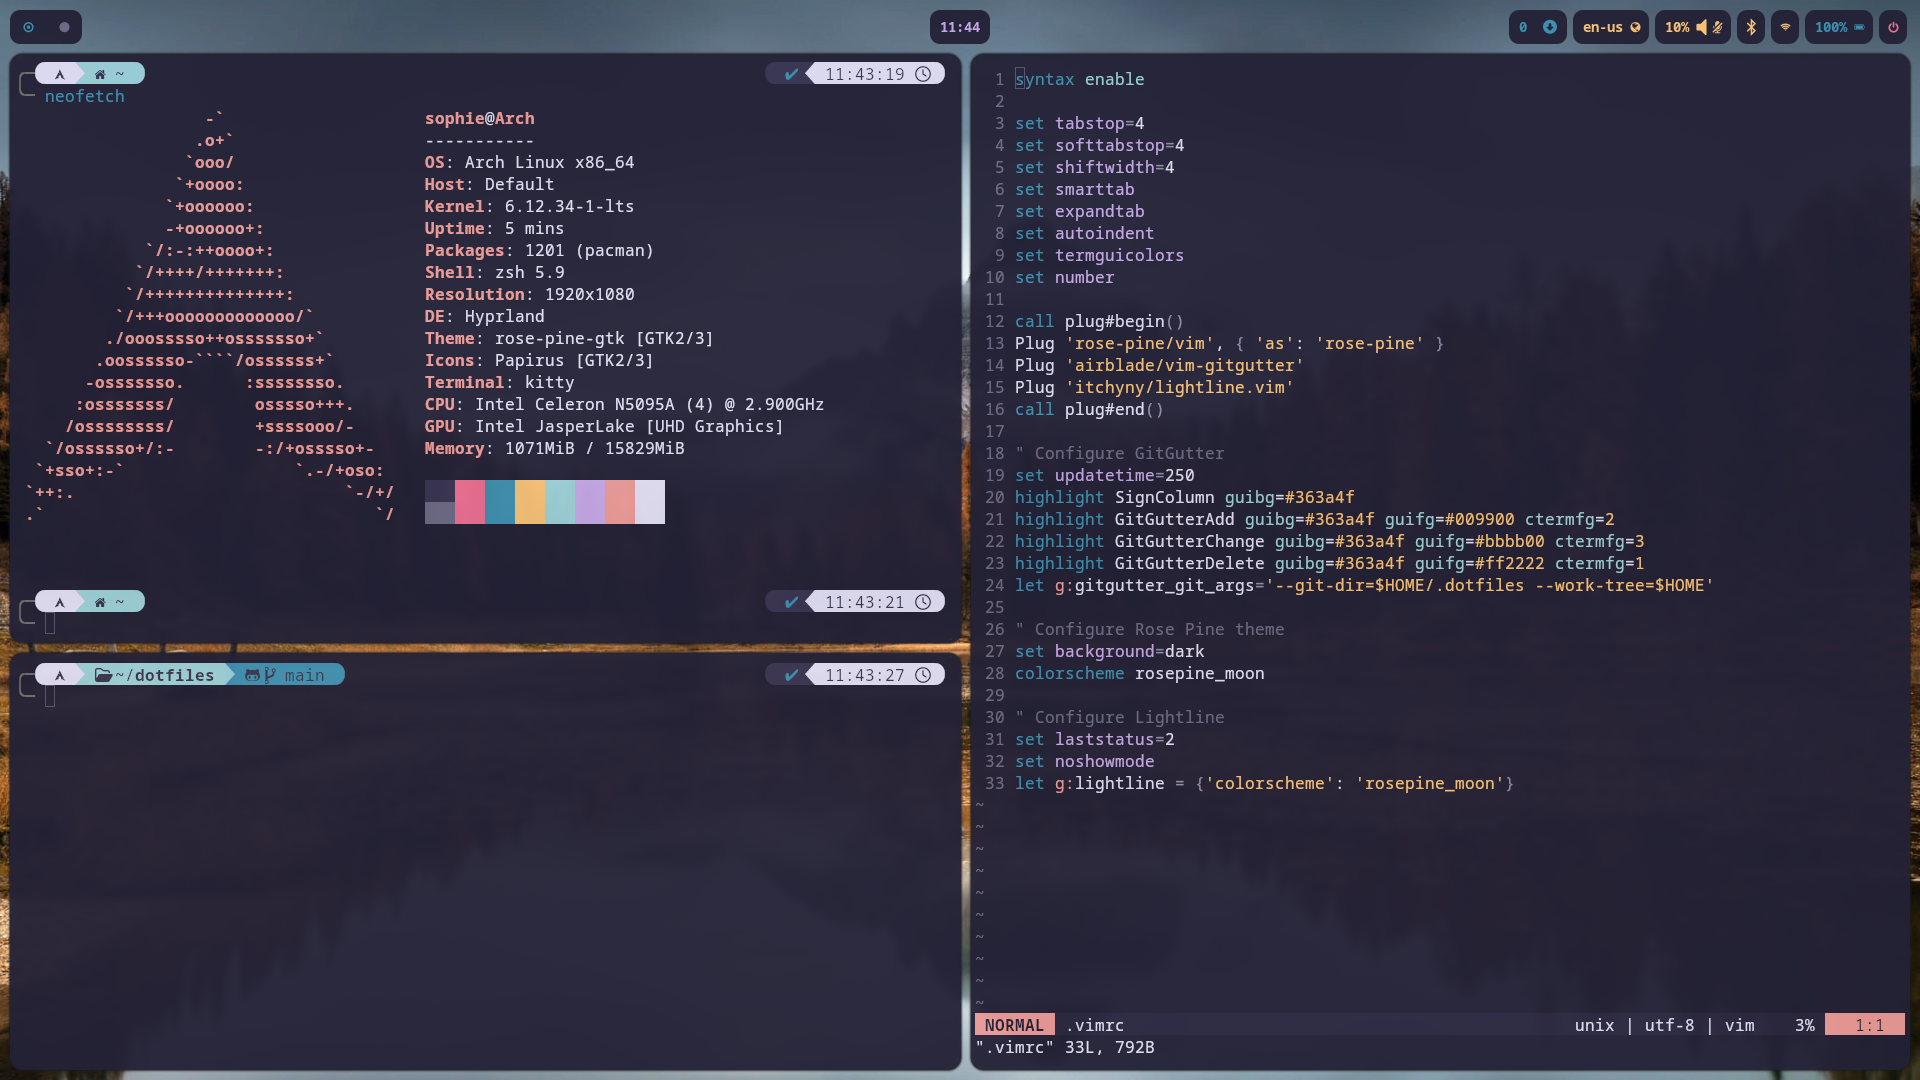 11:44
0
en-us
10%
100%
~
11:43:19
neofetch
-`
.o+`
`ooo/
`+oooo:
`+oooooo:
-+oooooo+:
`/:-:++oooo+:
`/++++/+++++++:
`/++++++++++++++:
`/+++ooooooooooooo/`
./ooosssso++osssssso+`
.oossssso-````/ossssss+`
-osssssso.      :ssssssso.
:osssssss/        osssso+++.
/ossssssss/        +ssssooo/-
`/ossssso+/:-        -:/+osssso+-
`+sso+:-`                 `.-/+oso:
`++:.                           `-/+/
.`                                 `/
sophie@Arch
-----------
OS: Arch Linux x86_64
Host: Default
Kernel: 6.12.34-1-lts
Uptime: 5 mins
Packages: 1201 (pacman)
Shell: zsh 5.9
Resolution: 1920x1080
DE: Hyprland
Theme: rose-pine-gtk [GTK2/3]
Icons: Papirus [GTK2/3]
Terminal: kitty
CPU: Intel Celeron N5095A (4) @ 2.900GHz
GPU: Intel JasperLake [UHD Graphics]
Memory: 1071MiB / 15829MiB
~
11:43:21
~/dotfiles
main
11:43:27
1 syntax enable
2
3 set tabstop=4
4 set softtabstop=4
5 set shiftwidth=4
6 set smarttab
7 set expandtab
8 set autoindent
9 set termguicolors
10 set number
11
12 call plug#begin()
13 Plug 'rose-pine/vim', { 'as': 'rose-pine' }
14 Plug 'airblade/vim-gitgutter'
15 Plug 'itchyny/lightline.vim'
16 call plug#end()
17
18 " Configure GitGutter
19 set updatetime=250
20 highlight SignColumn guibg=#363a4f
21 highlight GitGutterAdd guibg=#363a4f guifg=#009900 ctermfg=2
22 highlight GitGutterChange guibg=#363a4f guifg=#bbbb00 ctermfg=3
23 highlight GitGutterDelete guibg=#363a4f guifg=#ff2222 ctermfg=1
24 let g:gitgutter_git_args='--git-dir=$HOME/.dotfiles --work-tree=$HOME'
25
26 " Configure Rose Pine theme
27 set background=dark
28 colorscheme rosepine_moon
29
30 " Configure Lightline
31 set laststatus=2
32 set noshowmode
33 let g:lightline = {'colorscheme': 'rosepine_moon'}
~
~
~
~
~
~
~
~
~
~
NORMAL .vimrc unix | utf-8 | vim 3% 1:1
".vimrc" 33L, 792B